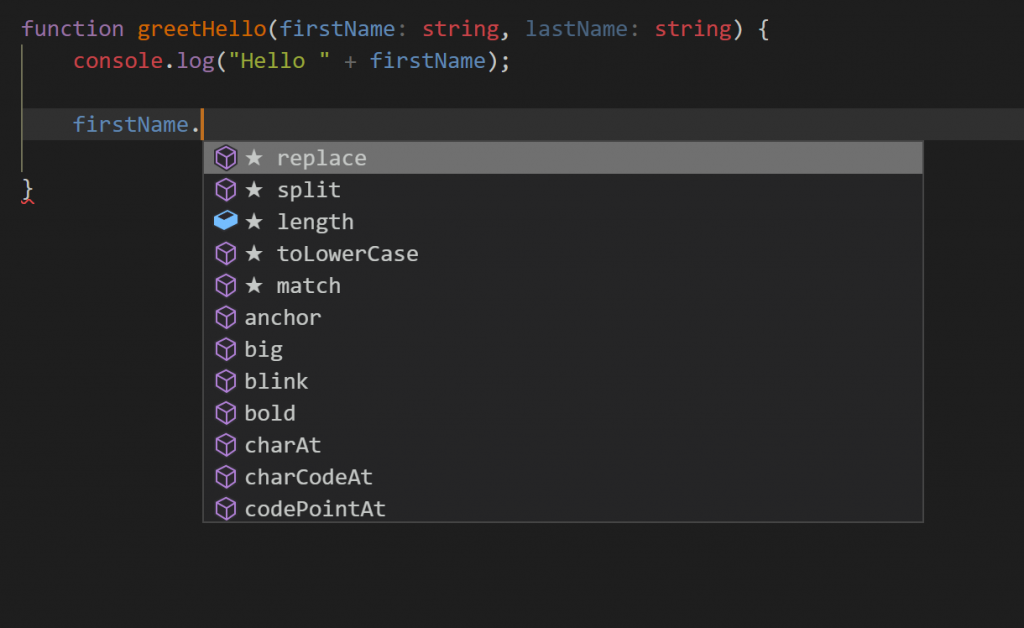 function greetHello(firstName: string, lastName: string) {
    console.log("Hello " + firstName);
    firstName.
★ replace
★ split
★ length
★ toLowerCase
★ match
anchor
big
blink
bold
charAt
charCodeAt
codePointAt
}